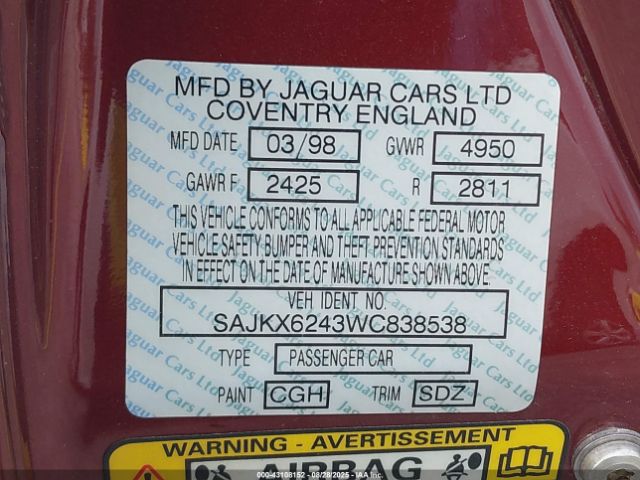 MFD BY JAGUAR CARS LTD
COVENTRY ENGLAND
MFD DATE 03/98 GVWR 4950
GAWR F 2425 R 2811
THIS VEHICLE CONFORMS TO ALL APPLICABLE FEDERAL MOTOR
VEHICLE SAFETY BUMPER AND THEFT PREVENTION STANDARDS
IN EFFECT ON THE DATE OF MANUFACTURE SHOWN ABOVE.
VEH IDENT NO.
SAJKX6243WC838538
TYPE PASSENGER CAR
PAINT CGH TRIM SDZ
WARNING - AVERTISSEMENT
AIRBAG
000-43108152 - 08/28/2025 - IAA Inc.